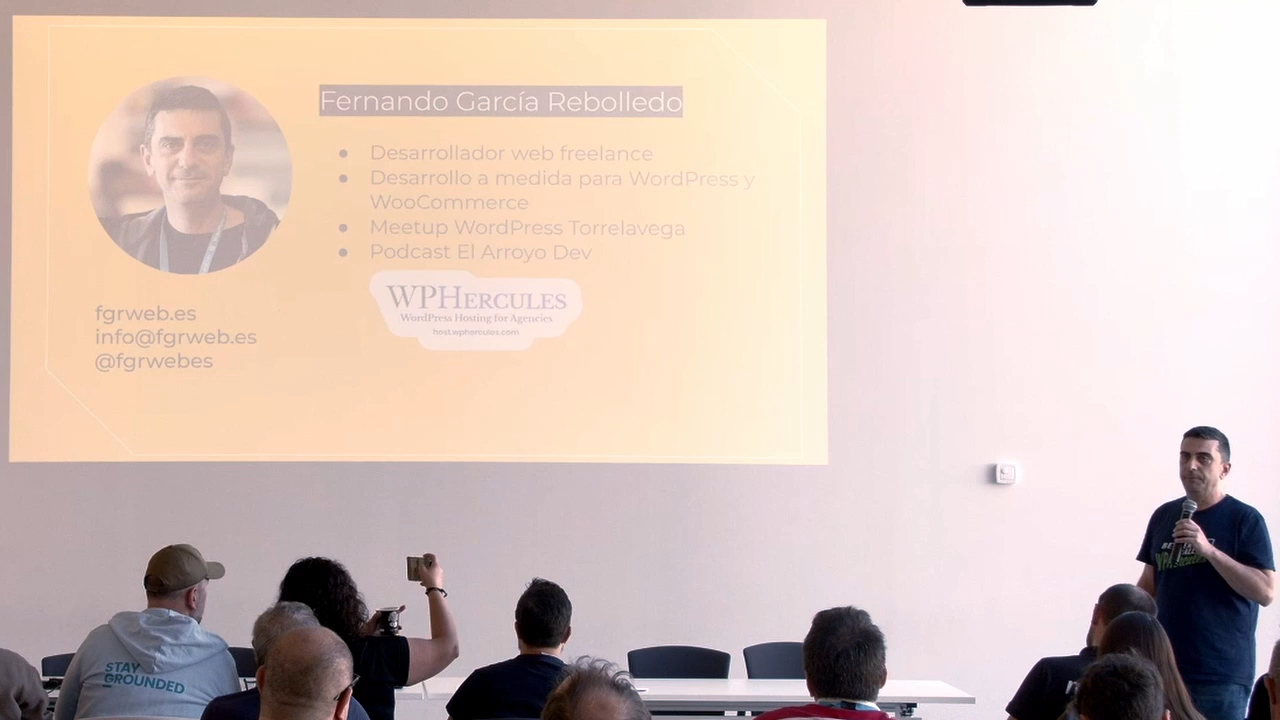 Fernando García Rebolledo
● Desarrollador web freelance
● Desarrollo a medida para WordPress y
WooCommerce
● Meetup WordPress Torrelavega
● Podcast El Arroyo Dev
WPHERCULES
WordPress Hosting for Agencies
host.wphercules.com
fgrweb.es
info@fgrweb.es
@fgrwebes
STAY
GROUNDED